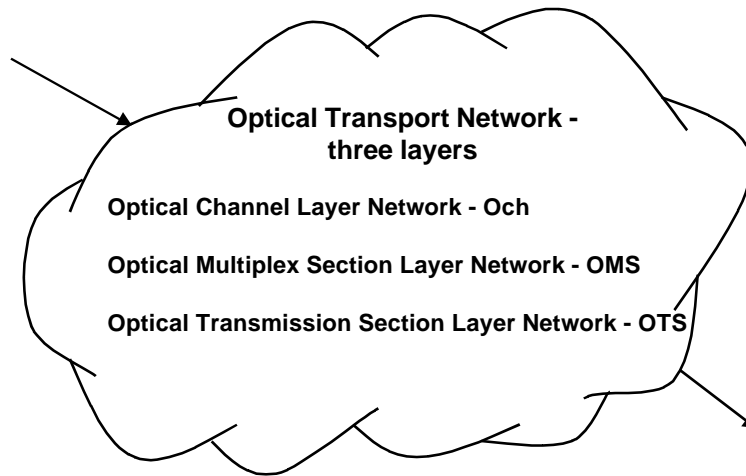 Optical Transport Network -
three layers
Optical Channel Layer Network - Och
Optical Multiplex Section Layer Network - OMS
Optical Transmission Section Layer Network - OTS